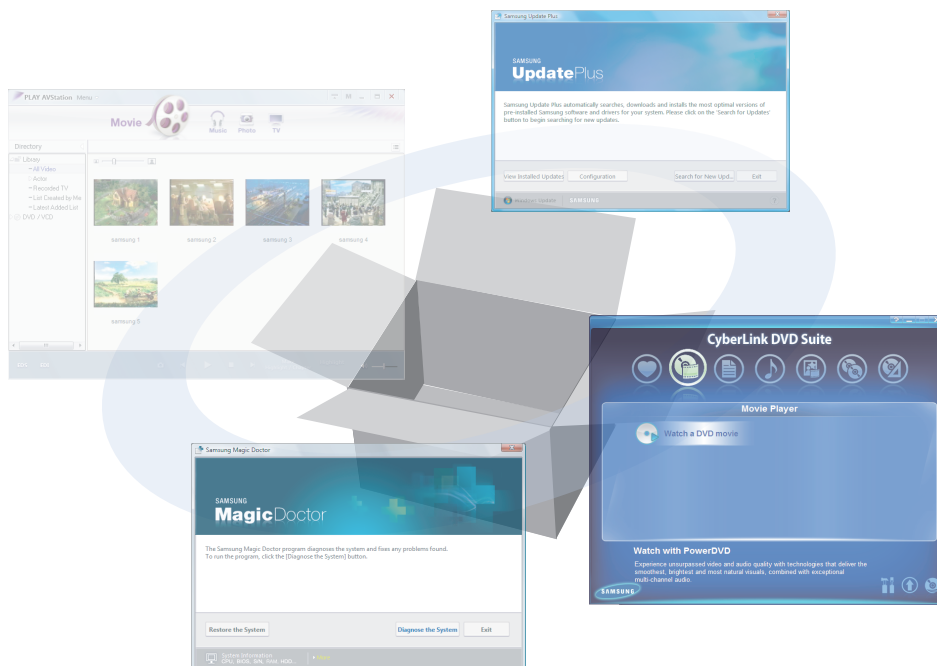 Samsung Update Plus
SAMSUNG
UpdatePlus
Samsung Update Plus automatically searches, downloads and installs the most optimal versions of
pre-installed Samsung software and drivers for your system. Please click on the 'Search for Updates'
button to begin searching for new updates.
View Installed Updates
Configuration
Search for New Upd...
Exit
Windows Update
SAMSUNG
PLAY AVStation Menu
Movie
Music
Photo
TV
Directory
Library
All Video
Actor
Recorded TV
List Created by Me
Latest Added List
DVD / VCD
samsung 1
samsung 2
samsung 3
samsung 4
samsung 5
CyberLink DVD Suite
Movie Player
Watch a DVD movie
Watch with PowerDVD
Experience unsurpassed video and audio quality with technologies that deliver the
smoothest, brightest and most natural visuals, combined with exceptional
multi-channel audio.
SAMSUNG
Samsung Magic Doctor
SAMSUNG
MagicDoctor
The Samsung Magic Doctor program diagnoses the system and fixes any problems found.
To run the program, click the [Diagnose the System] button.
Restore the System
Diagnose the System
Exit
System Information
CPU, BIOS, S/N, RAM, HDD...